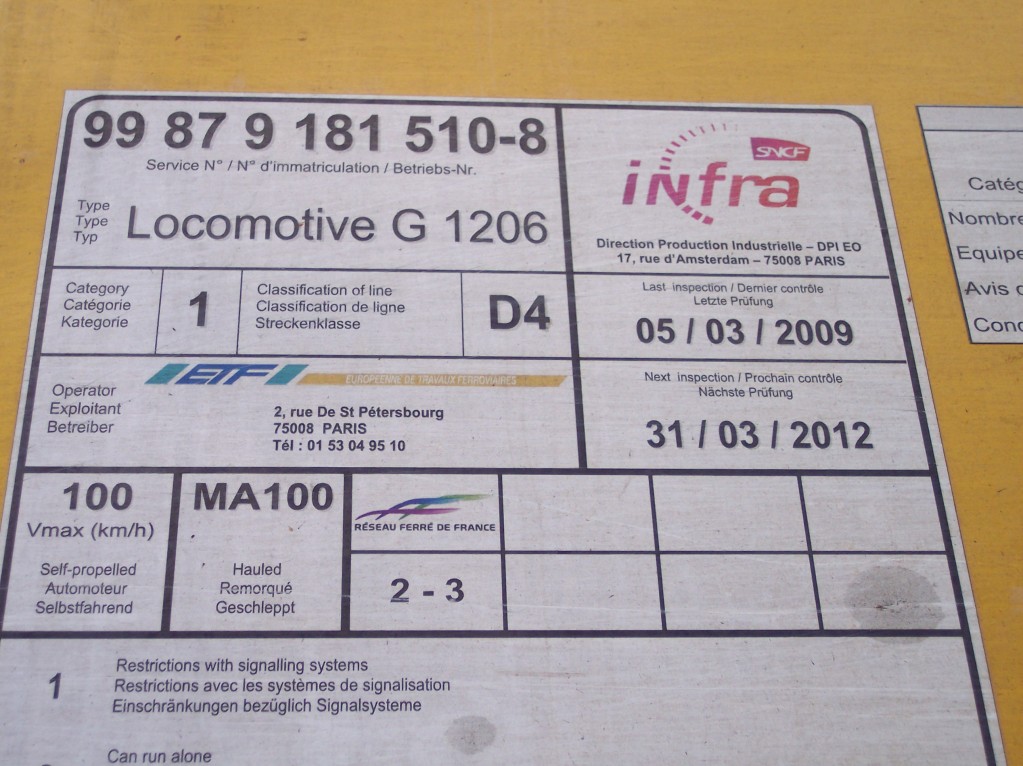 99 87 9 181 510-8
Service N° / N° d'immatriculation / Betriebs-Nr.
Type
Type
Typ
Locomotive G 1206
SNCF
infra
Direction Production Industrielle – DPI EO
17, rue d'Amsterdam – 75008 PARIS
Category
Catégorie
Kategorie
1
Classification of line
Classification de ligne
Streckenklasse
D4
Last inspection / Dernier contrôle
Letzte Prüfung
05 / 03 / 2009
Operator
Exploitant
Betreiber
ETF
EUROPEENNE DE TRAVAUX FERROVIAIRES
2, rue De St Pétersbourg
75008 PARIS
Tél : 01 53 04 95 10
Next inspection / Prochain contrôle
Nächste Prüfung
31 / 03 / 2012
100
Vmax (km/h)
Self-propelled
Automoteur
Selbstfahrend
MA100
Hauled
Remorqué
Geschleppt
RÉSEAU FERRÉ DE FRANCE
2 - 3
1
Restrictions with signalling systems
Restrictions avec les systèmes de signalisation
Einschränkungen bezüglich Signalsysteme
Can run alone
Catég
Nombre
Equipe
Avis d
Cond